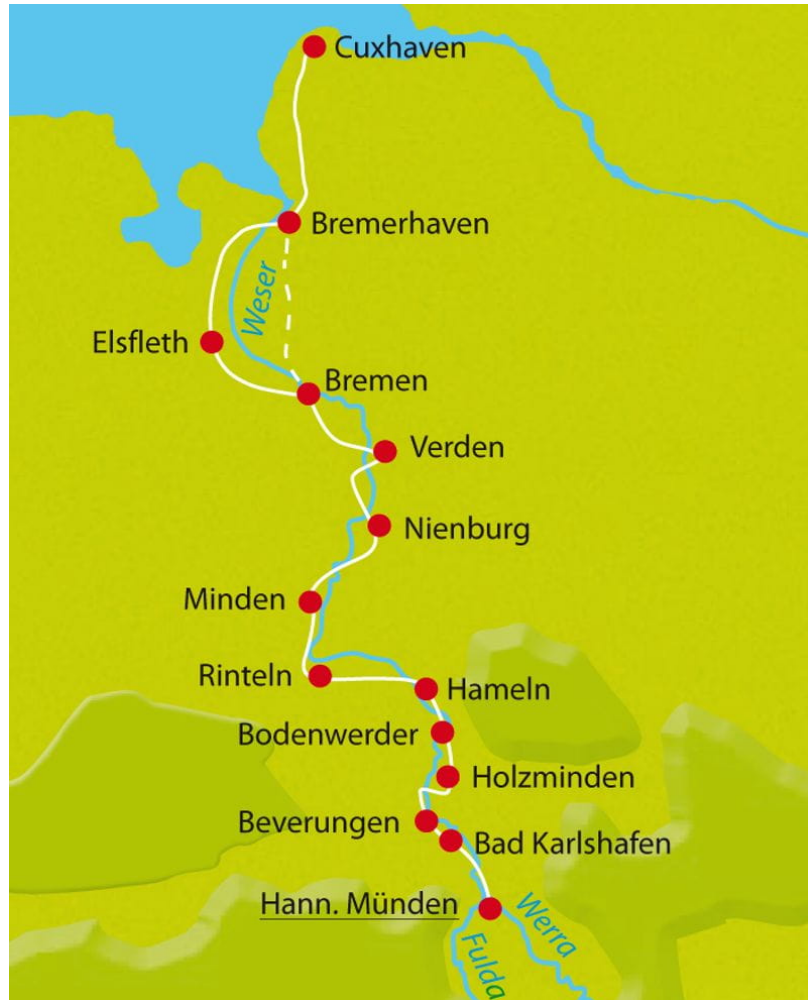 Cuxhaven
Bremerhaven
Weser
Elsfleth
Bremen
Verden
Nienburg
Minden
Rinteln
Hameln
Bodenwerder
Holzminden
Beverungen
Bad Karlshafen
Hann. Münden
Werra
Fulda